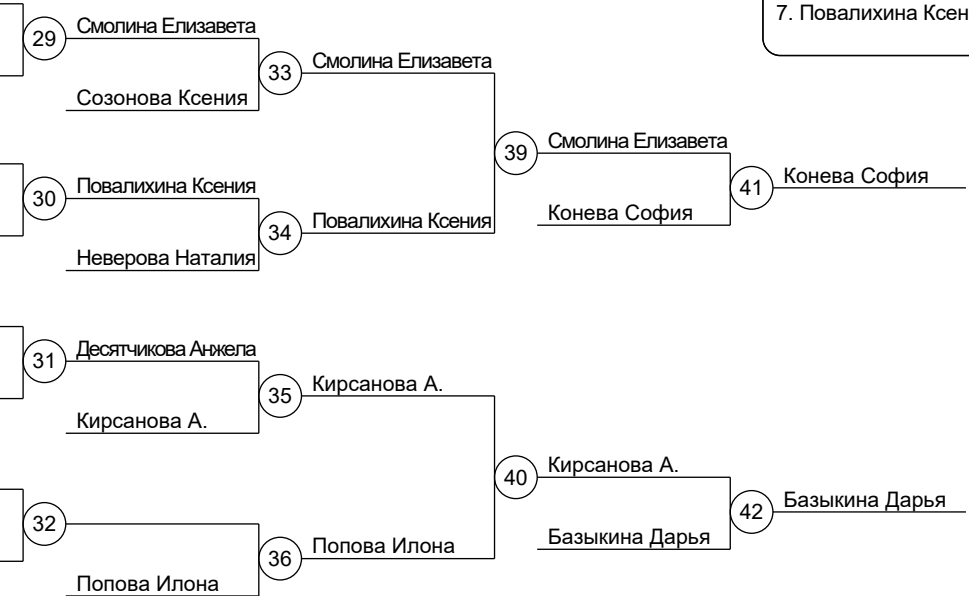 7. Повалихина Ксен
29 Смолина Елизавета
33 Смолина Елизавета
Созонова Ксения
39 Смолина Елизавета
41 Конева София
30 Повалихина Ксения
34 Повалихина Ксения
Конева София
Неверова Наталия
31 Десятчикова Анжела
35 Кирсанова А.
Кирсанова А.
40 Кирсанова А.
42 Базыкина Дарья
32
Базыкина Дарья
36 Попова Илона
Попова Илона